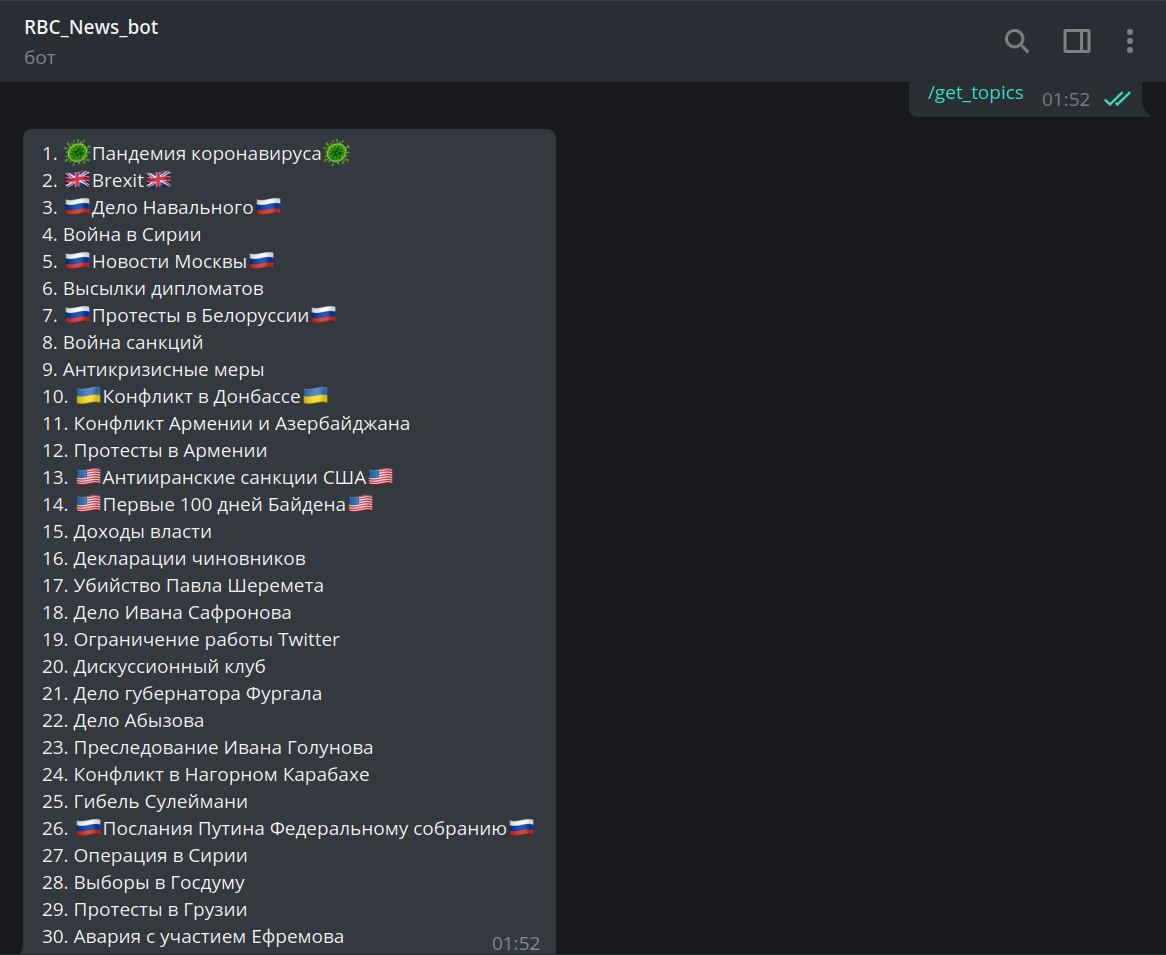 RBC_News_bot
бот
/get_topics 01:52
1. 🦠Пандемия коронавируса🦠
2. 🇬🇧Brexit🇬🇧
3. 🇷🇺Дело Навального🇷🇺
4. Война в Сирии
5. 🇷🇺Новости Москвы🇷🇺
6. Высылки дипломатов
7. 🇷🇺Протесты в Белоруссии🇷🇺
8. Война санкций
9. Антикризисные меры
10. 🇺🇦Конфликт в Донбассе🇺🇦
11. Конфликт Армении и Азербайджана
12. Протесты в Армении
13. 🇺🇸Антииранские санкции США🇺🇸
14. 🇺🇸Первые 100 дней Байдена🇺🇸
15. Доходы власти
16. Декларации чиновников
17. Убийство Павла Шеремета
18. Дело Ивана Сафронова
19. Ограничение работы Twitter
20. Дискуссионный клуб
21. Дело губернатора Фургала
22. Дело Абызова
23. Преследование Ивана Голунова
24. Конфликт в Нагорном Карабахе
25. Гибель Сулеймани
26. 🇷🇺Послания Путина Федеральному собранию🇷🇺
27. Операция в Сирии
28. Выборы в Госдуму
29. Протесты в Грузии
30. Авария с участием Ефремова
01:52